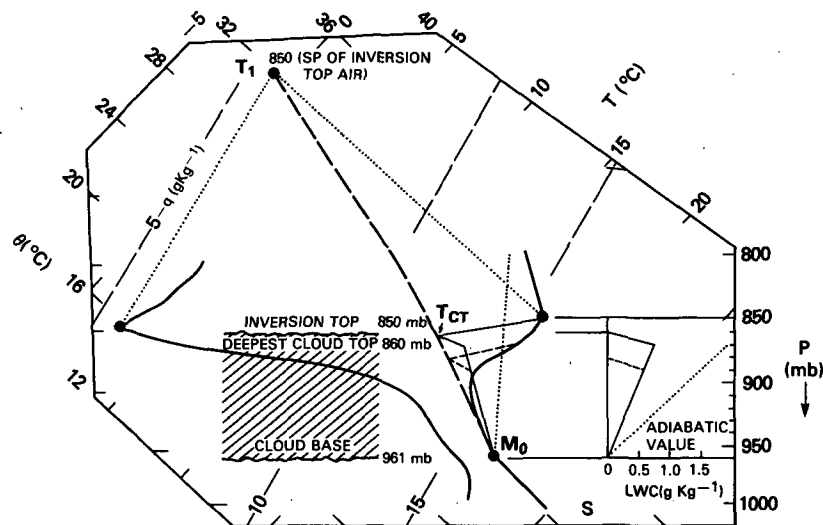 -5
32
36
0
40
5
28
850 (SP OF INVERSION
TOP AIR)
T1
T (°C)
10
24
15
5
q (gKg-1)
20
20
θ(°C)
800
16
TCT
INVERSION TOP
850 mb
850
DEEPEST CLOUD TOP
860 mb
P
(mb)
900
12
M0
ADIABATIC
VALUE
CLOUD BASE
961 mb
950
0
0.5
1.0
LWC(g Kg-1)
10
15
S
1000